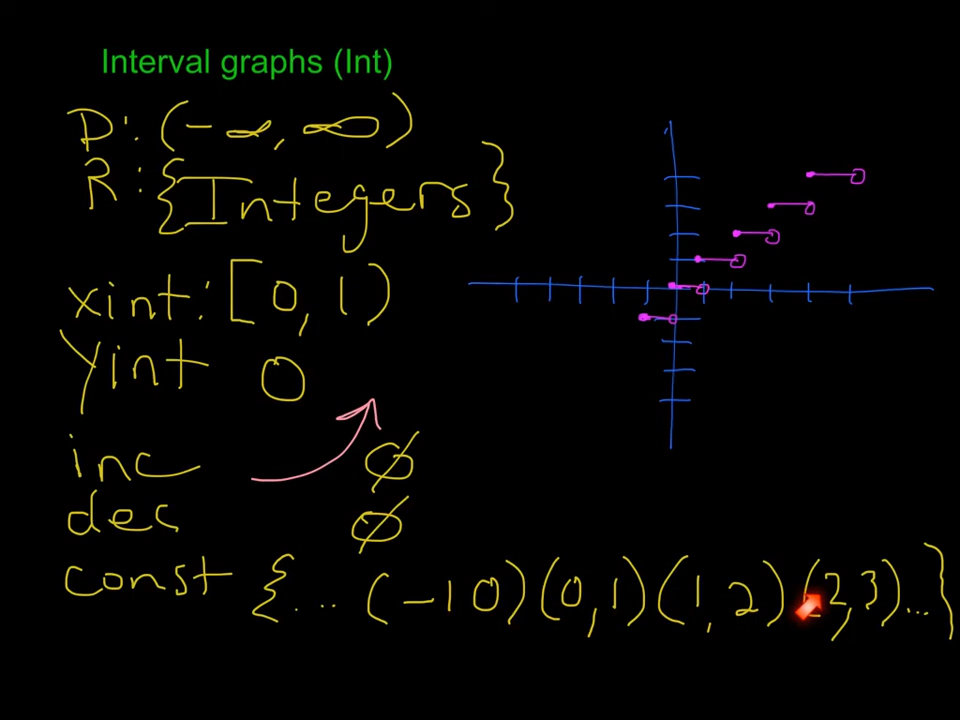 Interval graphs (Int)
D: (-∞, ∞)
R: {Integers}
xint: [0, 1)
Yint 0
inc ∅
dec ∅
const {... (-1 0) (0, 1) (1, 2) (2, 3) ...}